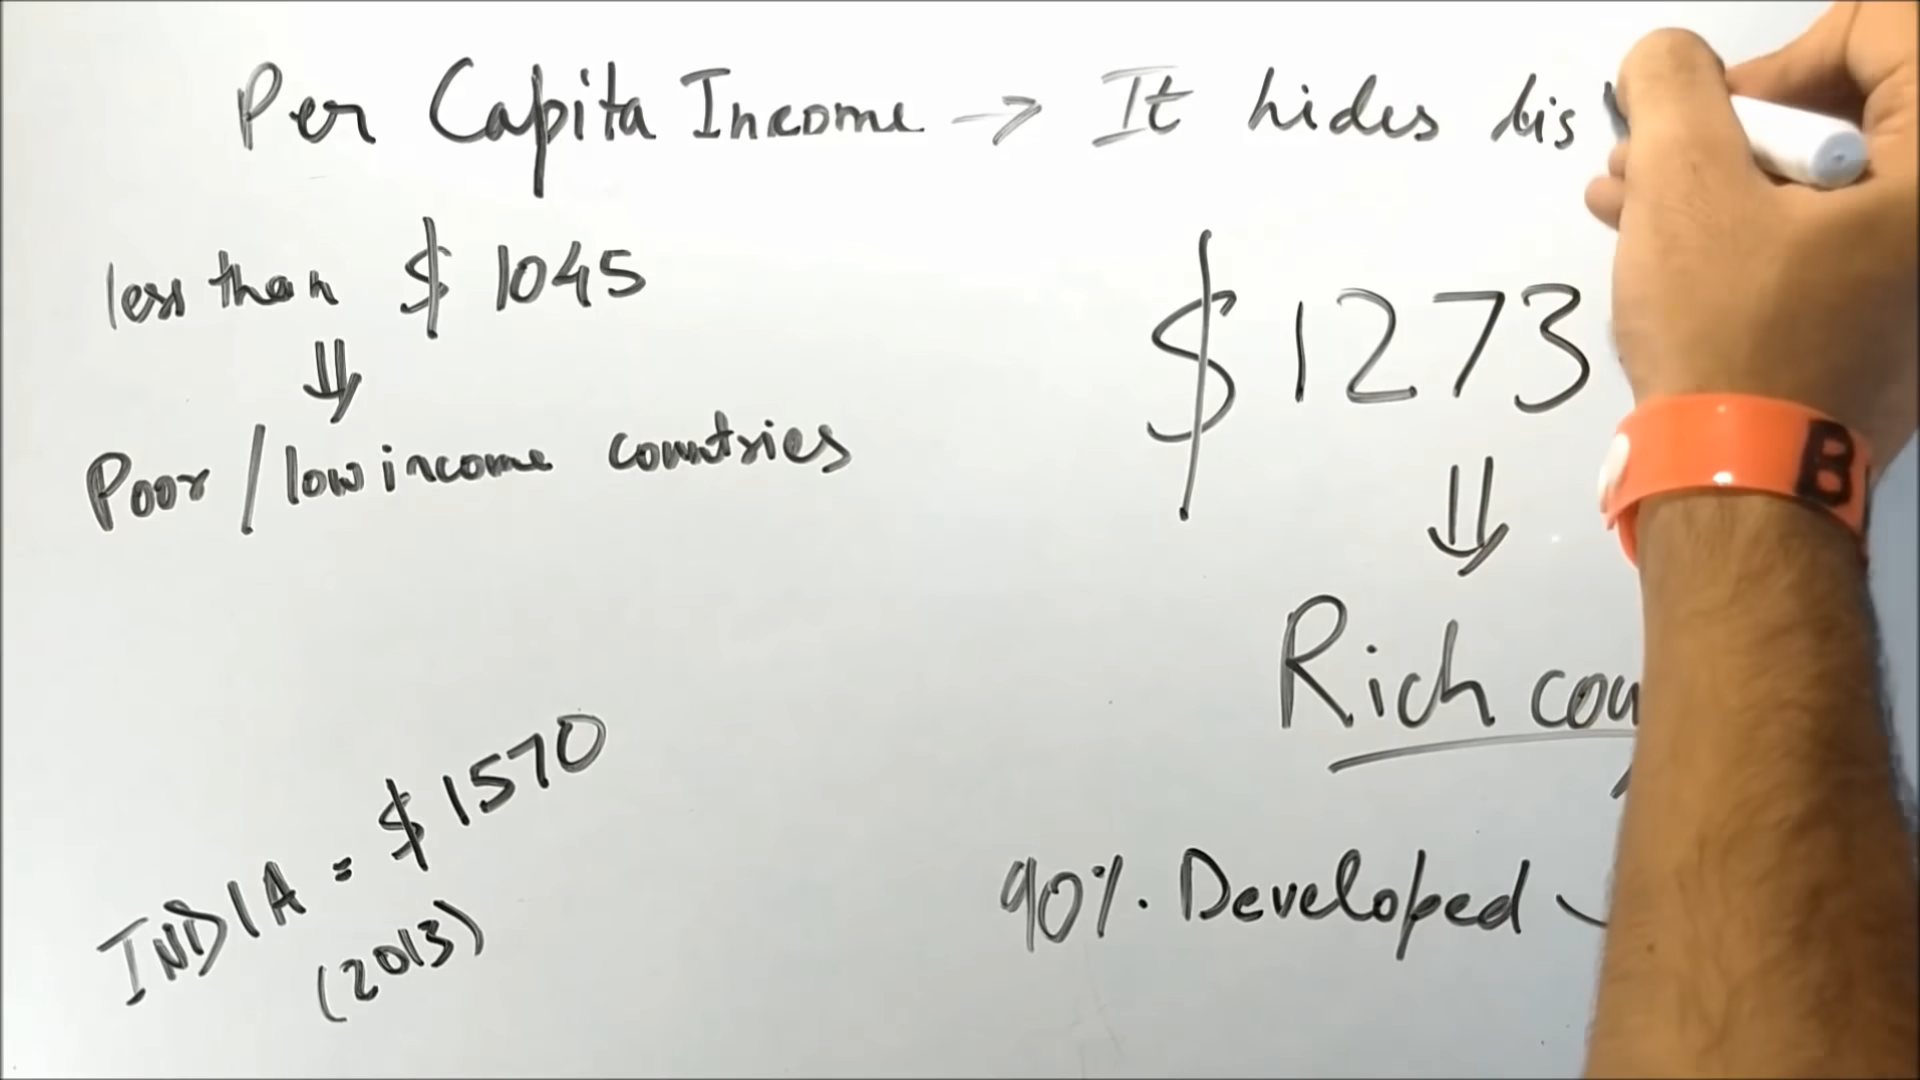 Per Capita Income → It hides dis
less than $ 1045
⇓
Poor / low income countries
$ 1273
⇓
Rich cou
INDIA = $ 1570
(2013)
90%. Developed
B